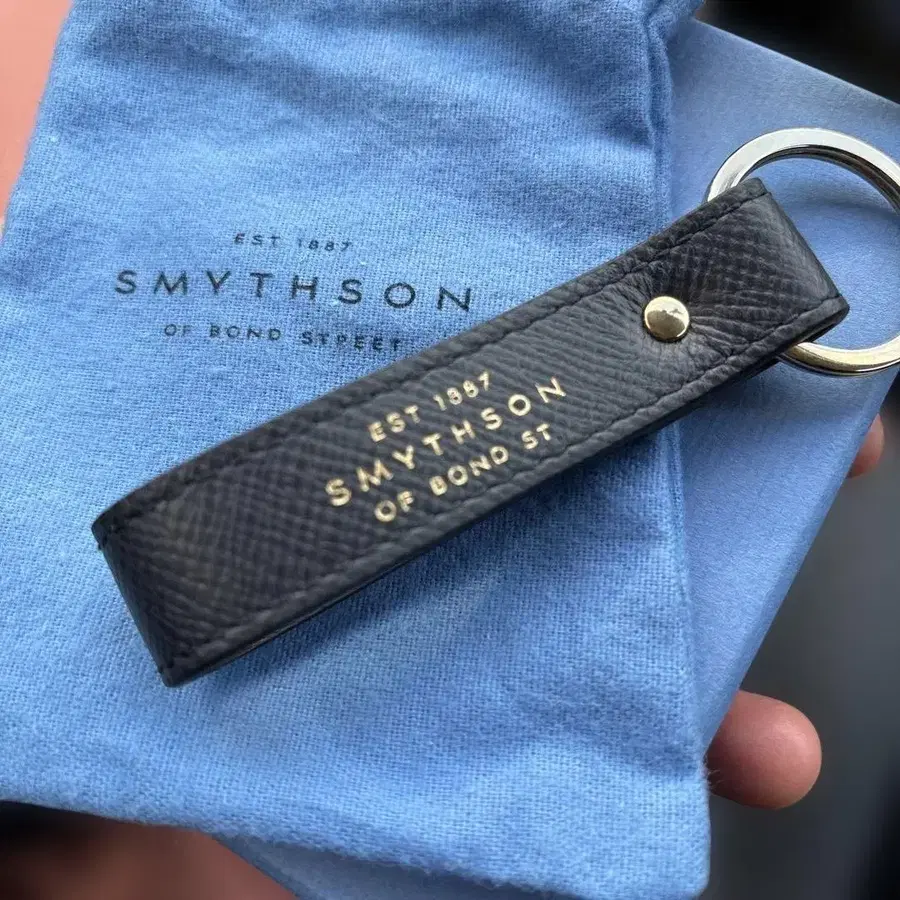 EST 1887
SMYTHSON
OF BOND STREET
EST 1887
SMYTHSON
OF BOND ST